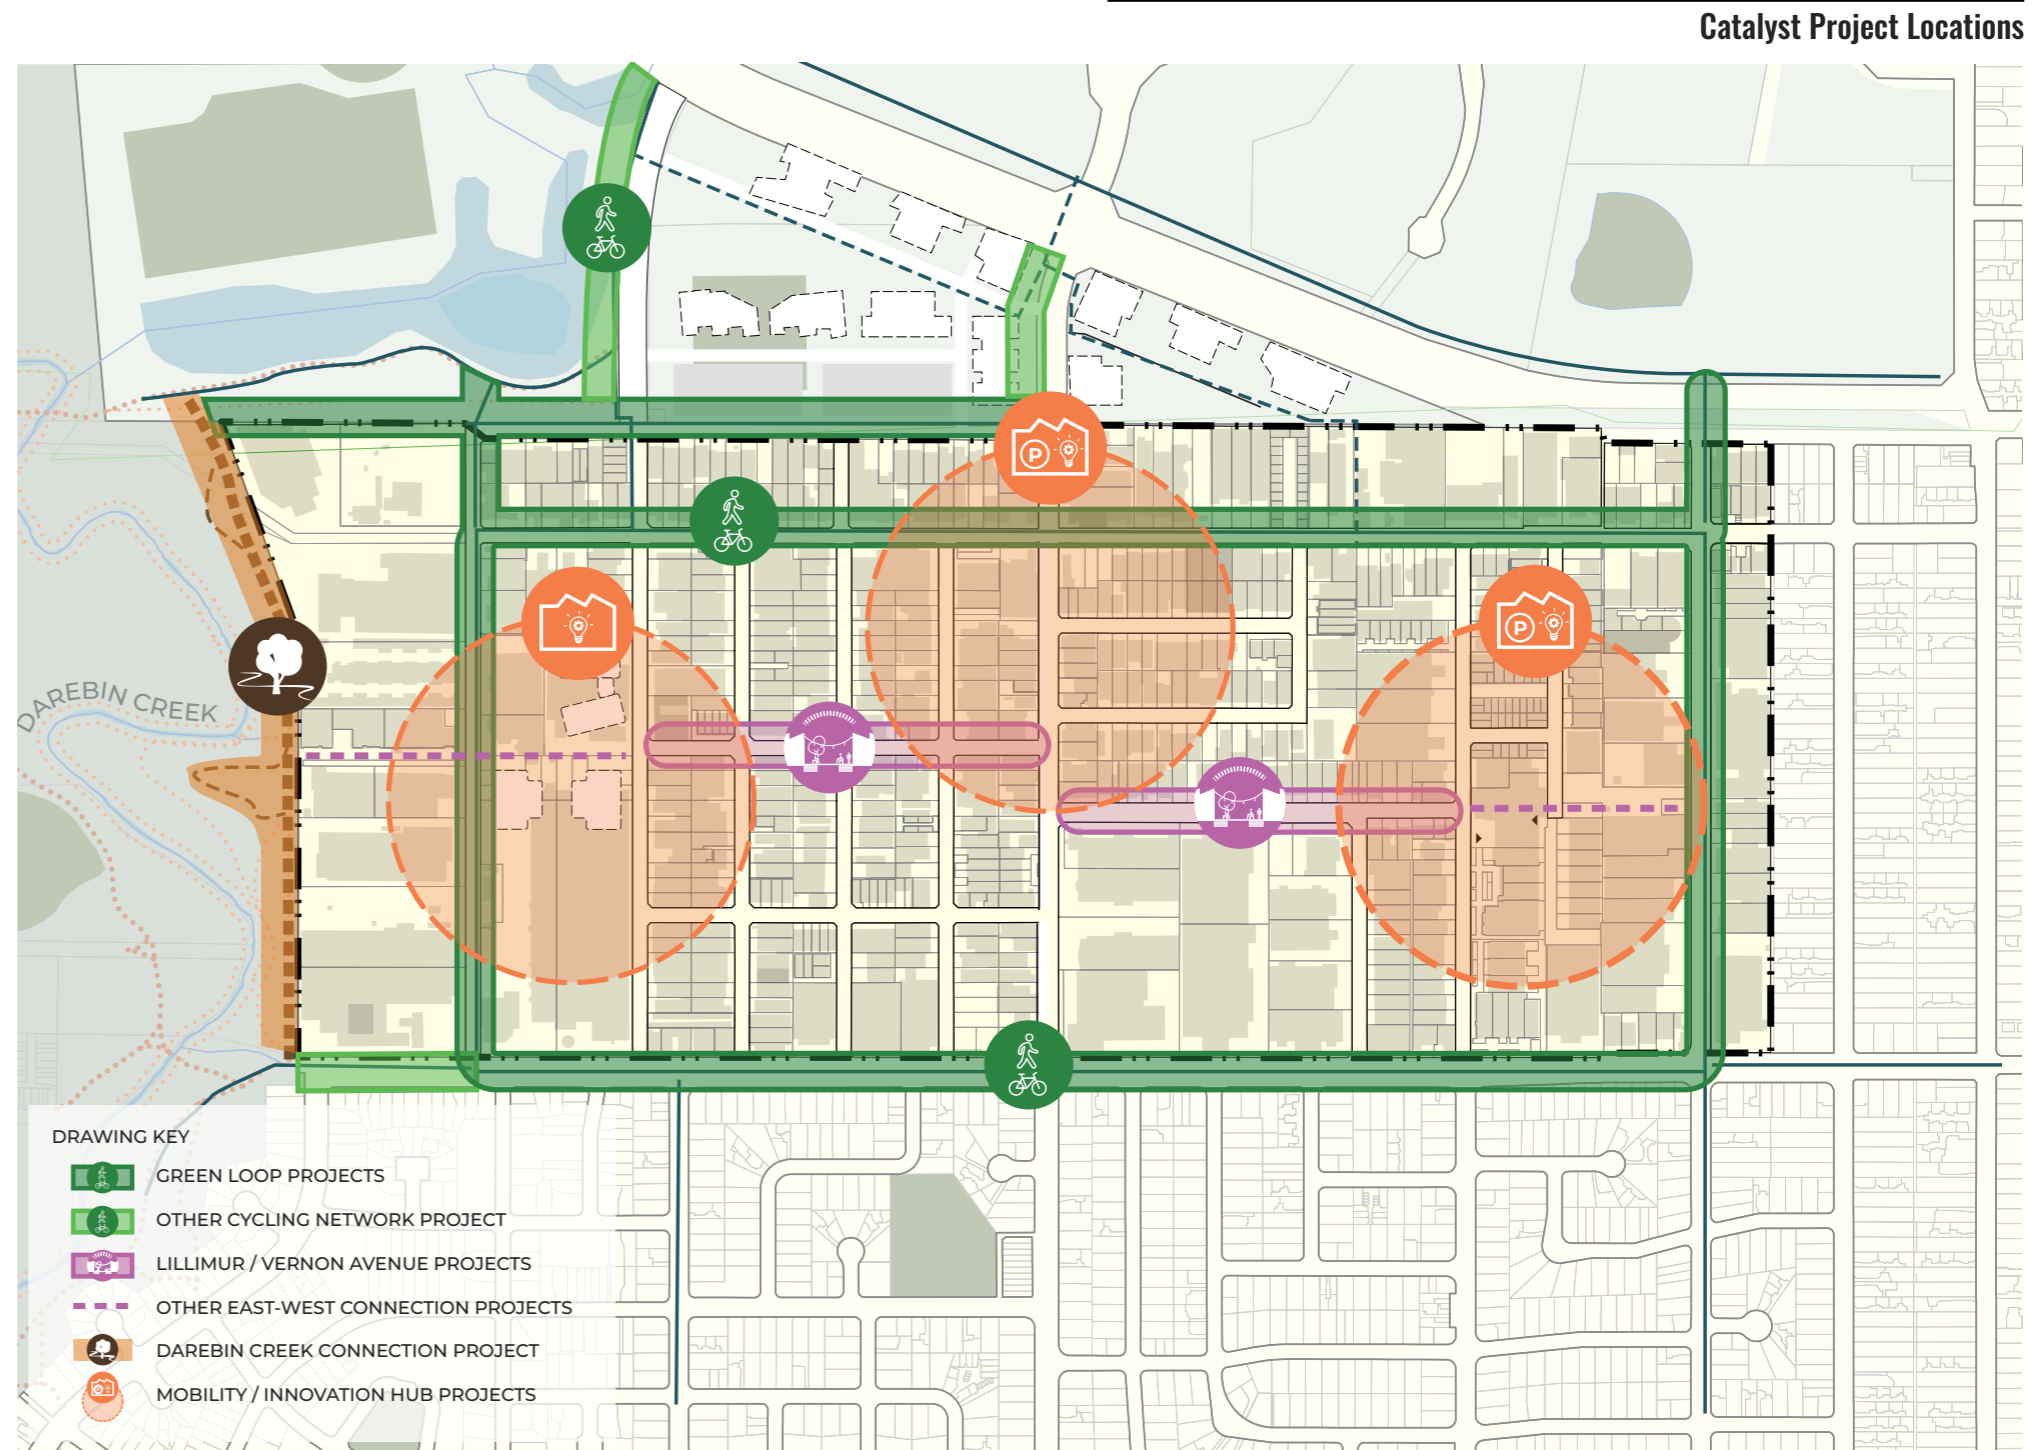 Catalyst Project Locations
P
P
DAREBIN CREEK
DRAWING KEY
GREEN LOOP PROJECTS
OTHER CYCLING NETWORK PROJECT
LILLIMUR / VERNON AVENUE PROJECTS
OTHER EAST-WEST CONNECTION PROJECTS
DAREBIN CREEK CONNECTION PROJECT
MOBILITY / INNOVATION HUB PROJECTS